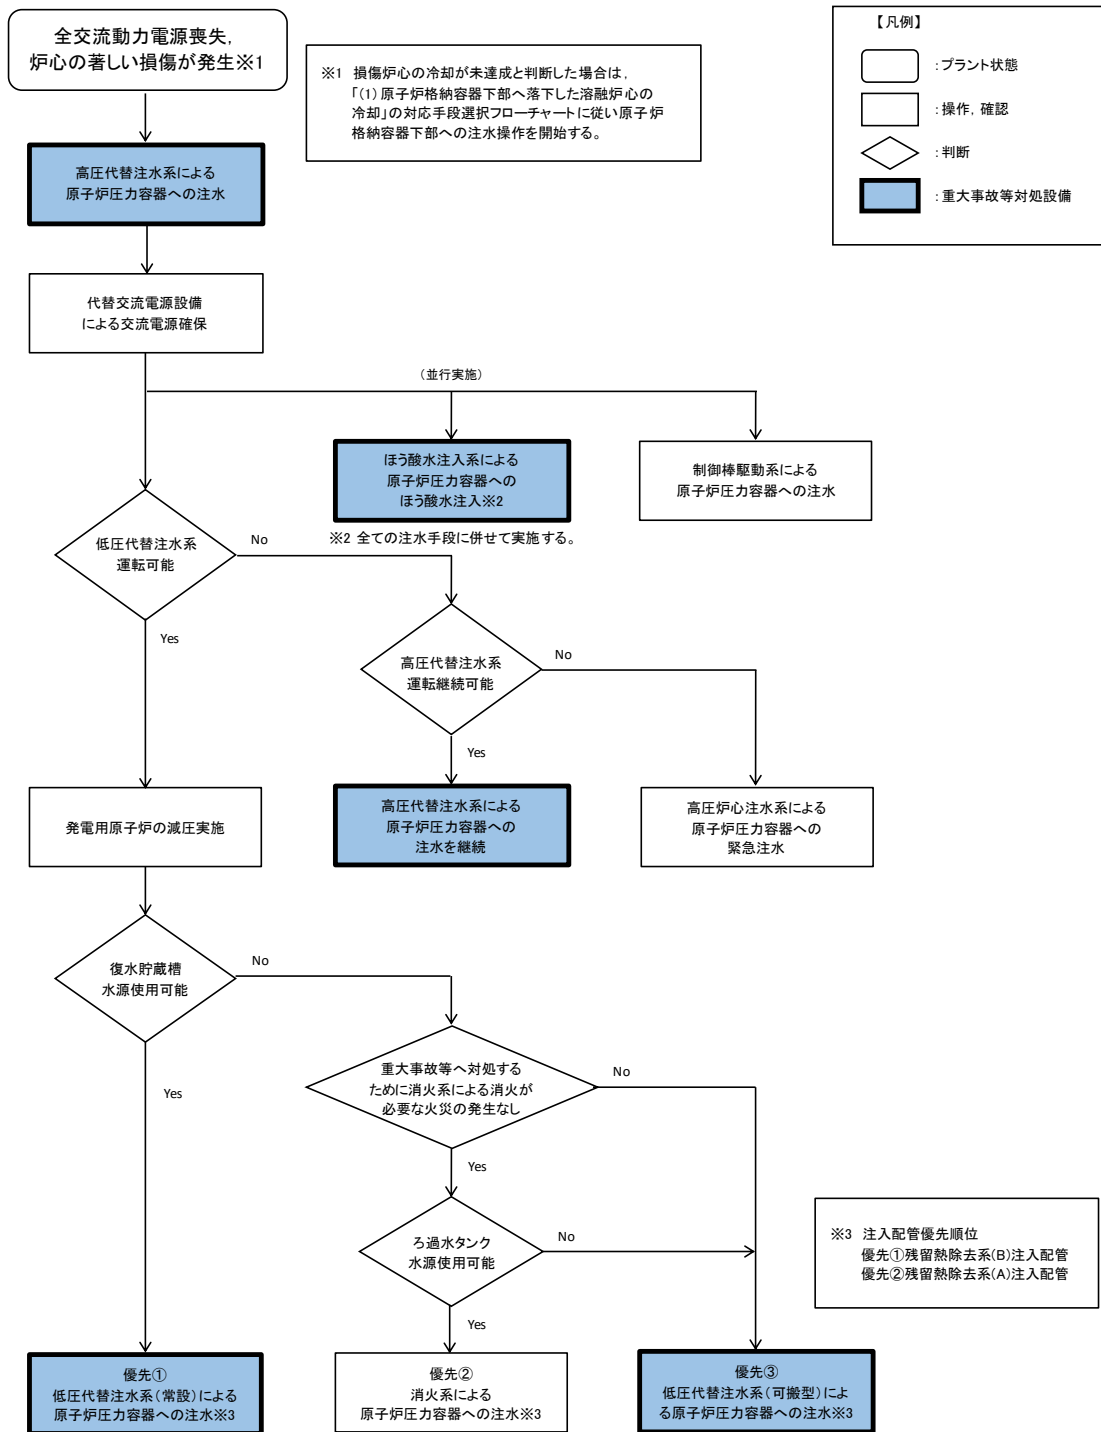 全交流動力電源喪失，
炉心の著しい損傷が発生※1
※1 損傷炉心の冷却が未達成と判断した場合は，
「(1)原子炉格納容器下部へ落下した溶融炉心の
冷却」の対応手段選択フローチャートに従い原子炉
格納容器下部への注水操作を開始する。
【凡例】
：プラント状態
：操作，確認
：判断
：重大事故等対処設備
高圧代替注水系による
原子炉圧力容器への注水
代替交流電源設備
による交流電源確保
（並行実施）
ほう酸水注入系による
原子炉圧力容器への
ほう酸水注入※2
制御棒駆動系による
原子炉圧力容器への注水
※2 全ての注水手段に併せて実施する。
低圧代替注水系
運転可能
No
Yes
高圧代替注水系
運転継続可能
No
Yes
発電用原子炉の減圧実施
高圧代替注水系による
原子炉圧力容器への
注水を継続
高圧炉心注水系による
原子炉圧力容器への
緊急注水
復水貯蔵槽
水源使用可能
No
Yes
重大事故等へ対処する
ために消火系による消火が
必要な火災の発生なし
No
Yes
ろ過水タンク
水源使用可能
No
Yes
※3 注入配管優先順位
優先①残留熱除去系(B)注入配管
優先②残留熱除去系(A)注入配管
優先①
低圧代替注水系（常設）による
原子炉圧力容器への注水※3
優先②
消火系による
原子炉圧力容器への注水※3
優先③
低圧代替注水系（可搬型）によ
る原子炉圧力容器への注水※3